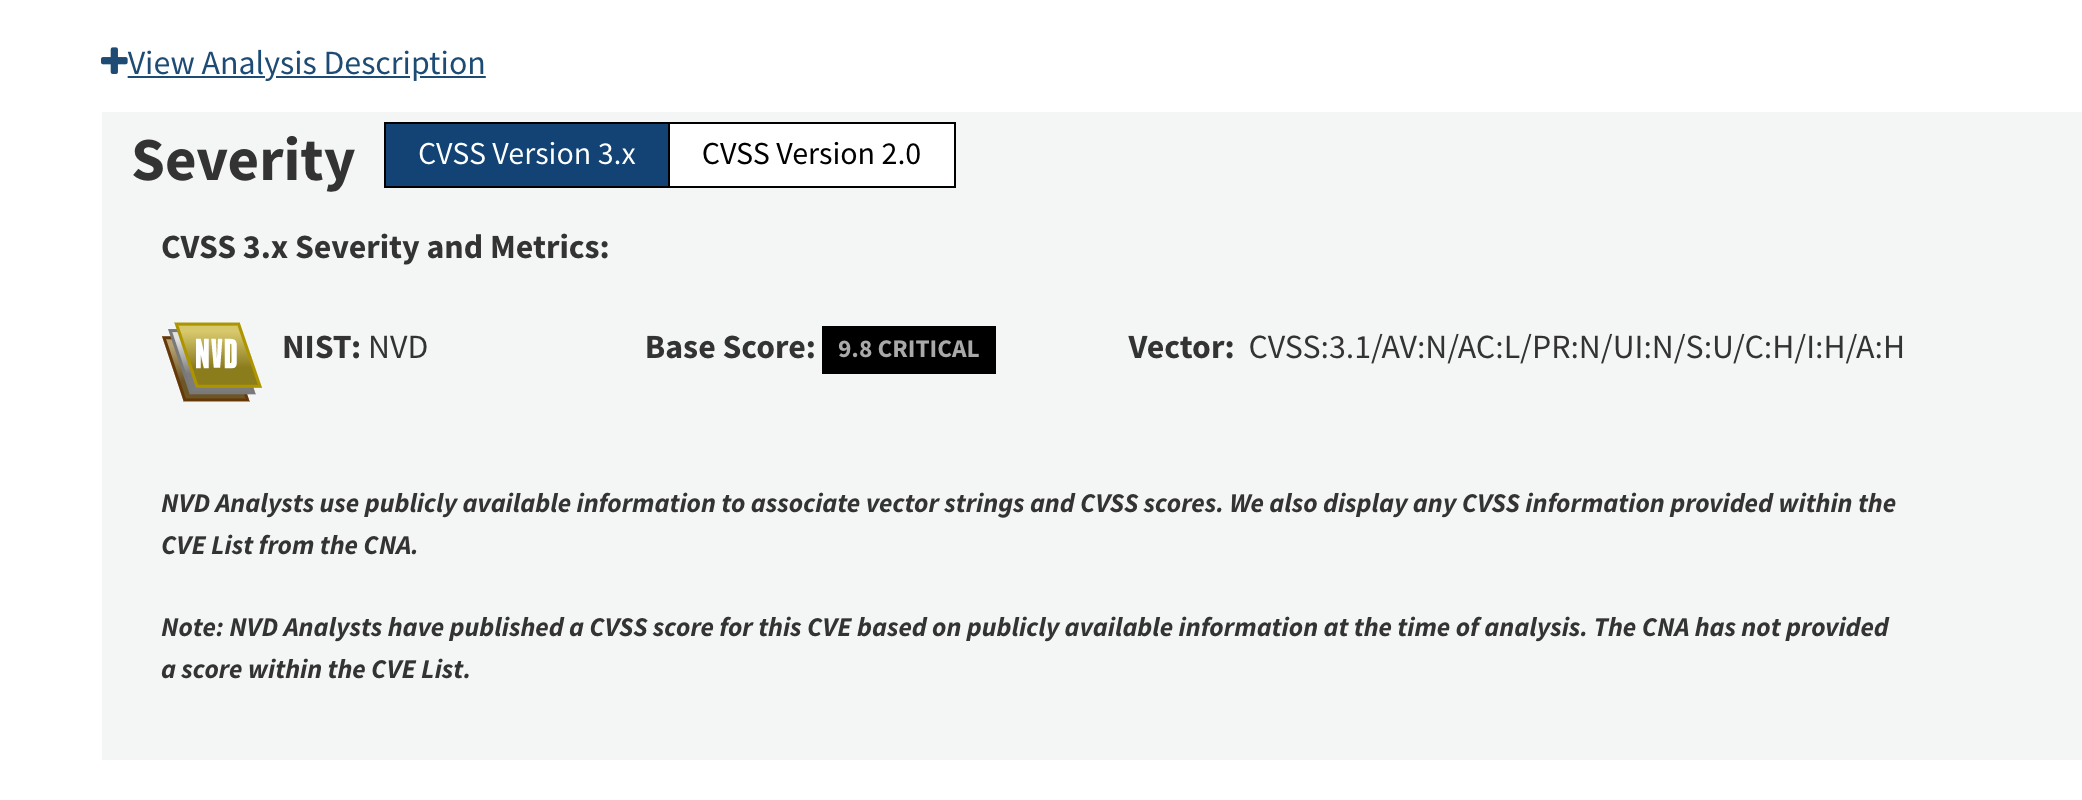 View Analysis Description
Severity CVSS Version 3.x CVSS Version 2.0
CVSS 3.x Severity and Metrics:
NVD NIST: NVD Base Score: 9.8 CRITICAL Vector: CVSS:3.1/AV:N/AC:L/PR:N/UI:N/S:U/C:H/I:H/A:H
NVD Analysts use publicly available information to associate vector strings and CVSS scores. We also display any CVSS information provided within the
CVE List from the CNA.
Note: NVD Analysts have published a CVSS score for this CVE based on publicly available information at the time of analysis. The CNA has not provided
a score within the CVE List.